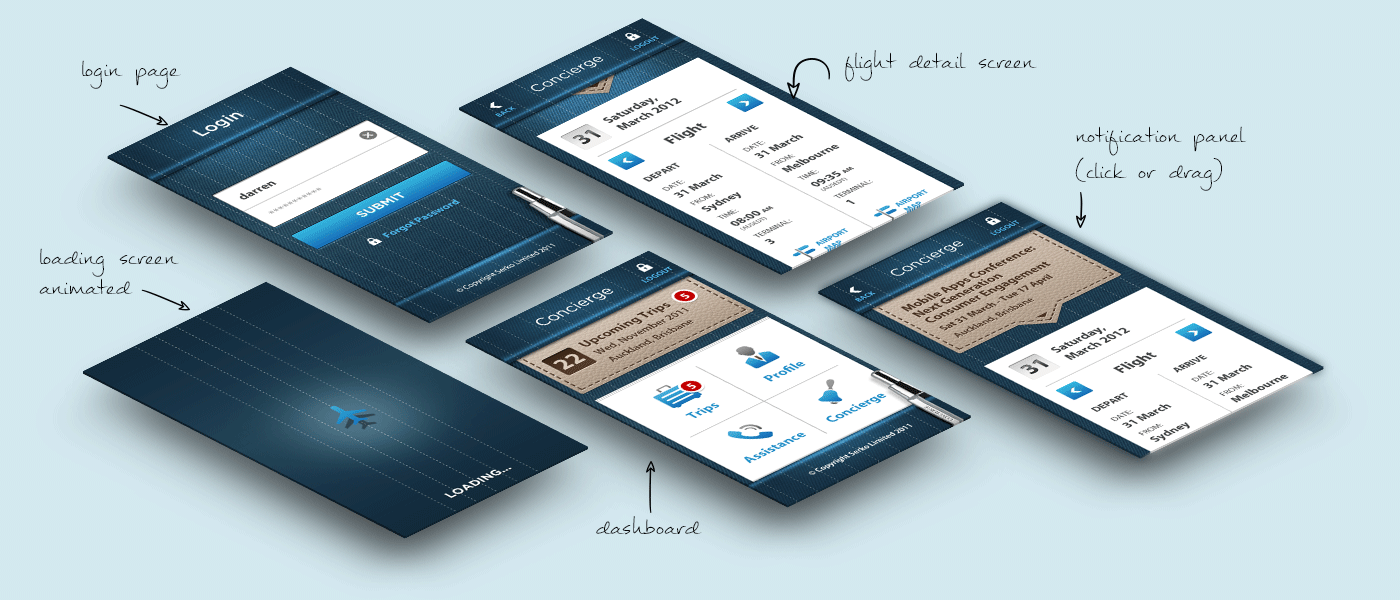 login page
Login
darren
************
SUBMIT
Forgot Password
© Copyright Serko Limited 2011
flight detail screen
BACK
Concierge
LOGOUT
31
Saturday,
March 2012
Flight
DEPART
DATE:
31 March
FROM:
Sydney
TIME:
08:00 AM
(AUSEDT)
TERMINAL:
3
AIRPORT
MAP
ARRIVE
DATE:
31 March
FROM:
Melbourne
TIME:
09:35 AM
(AUSEDT)
TERMINAL:
1
AIRPORT
MAP
loading screen
animated
LOADING...
dashboard
Concierge
LOGOUT
22
Upcoming Trips
5
Wed, November 2011
Auckland, Brisbane
Trips
5
Profile
Assistance
Concierge
© Copyright Serko Limited 2011
notification panel
(click or drag)
BACK
Concierge
LOGOUT
Mobile Apps Conference:
Next Generation
Consumer Engagement
Sat 31 March - Tue 17 April
Auckland, Brisbane
31
Saturday,
March 2012
Flight
DEPART
DATE:
31 March
FROM:
Sydney
ARRIVE
DATE:
31 March
FROM:
Melbourne